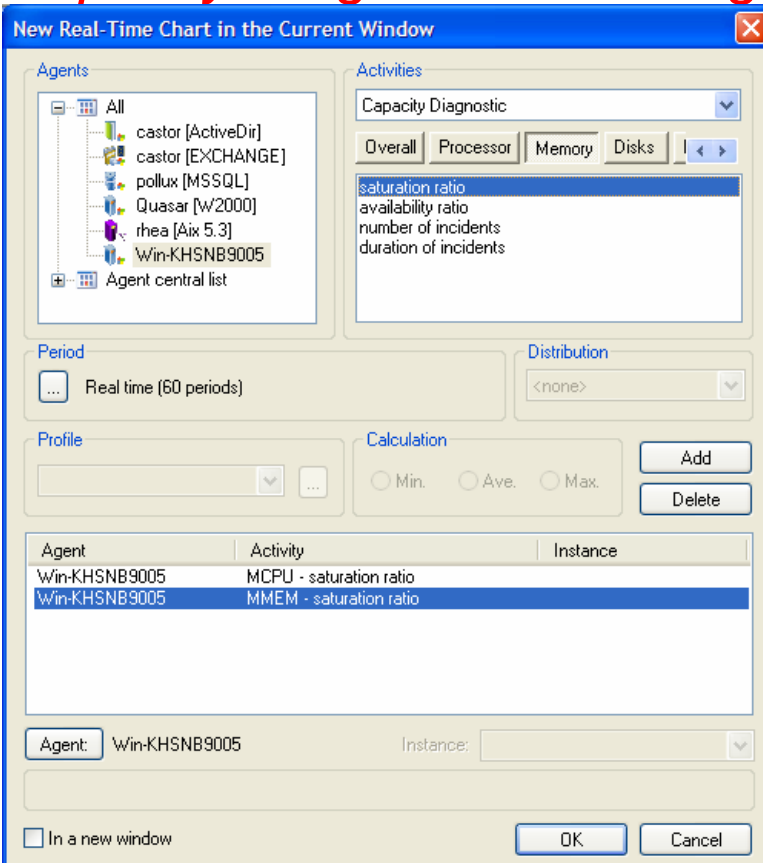 New Real-Time Chart in the Current Window
Agents
All
castor [ActiveDir]
castor [EXCHANGE]
pollux [MSSQL]
Quasar [W2000]
rhea [Aix 5.3]
Win-KHSNB9005
Agent central list
Activities
Capacity Diagnostic
Overall Processor Memory Disks
saturation ratio
availability ratio
number of incidents
duration of incidents
Period
... Real time (60 periods)
Distribution
<none>
Profile
...
Calculation
Min. Ave. Max.
Add
Delete
Agent Activity Instance
Win-KHSNB9005 MCPU - saturation ratio
Win-KHSNB9005 MMEM - saturation ratio
Agent: Win-KHSNB9005 Instance:
In a new window
OK Cancel